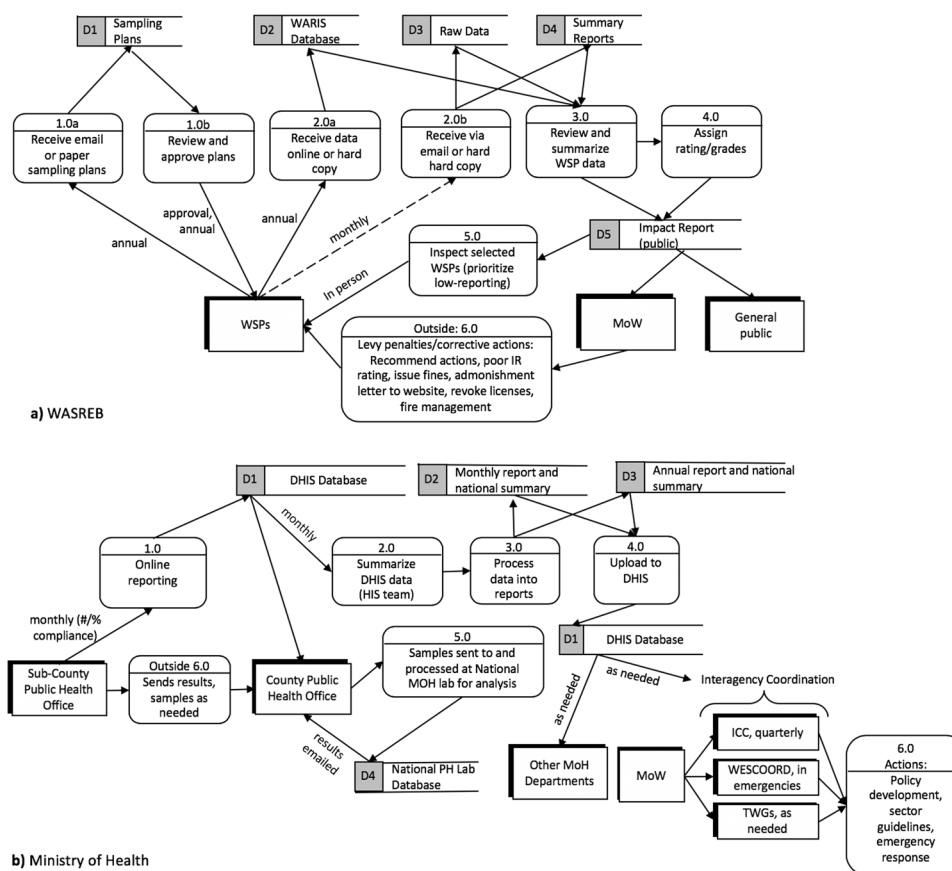 D1
Sampling
Plans
D2
WARIS
Database
D3
Raw Data
D4
Summary
Reports
1.0a
Receive email
or paper
sampling plans
1.0b
Review and
approve plans
2.0a
Receive data
online or hard
copy
2.0b
Receive via
email or hard
hard copy
3.0
Review and
summarize
WSP data
4.0
Assign
rating/grades
annual
approval,
annual
annual
monthly
In person
5.0
Inspect selected
WSPs (prioritize
low-reporting)
D5
Impact Report
(public)
WSPs
MoW
General
public
Outside: 6.0
Levy penalties/corrective actions:
Recommend actions, poor IR
rating, issue fines, admonishment
letter to website, revoke licenses,
fire management
a) WASREB
D1
DHIS Database
D2
Monthly report and
national summary
D3
Annual report and national
summary
monthly
1.0
Online
reporting
2.0
Summarize
DHIS data
(HIS team)
3.0
Process
data into
reports
4.0
Upload to
DHIS
monthly (#/%
compliance)
Sub-County
Public Health
Office
Outside 6.0
Sends results,
samples as
needed
County Public
Health Office
5.0
Samples sent to and
processed at National
MOH lab for analysis
results
emailed
D4
National PH Lab
Database
D1
DHIS Database
as needed
as needed
Interagency Coordination
Other MoH
Departments
MoW
ICC, quarterly
WESCOORD, in
emergencies
TWGs, as
needed
6.0
Actions:
Policy
development,
sector
guidelines,
emergency
response
b) Ministry of Health